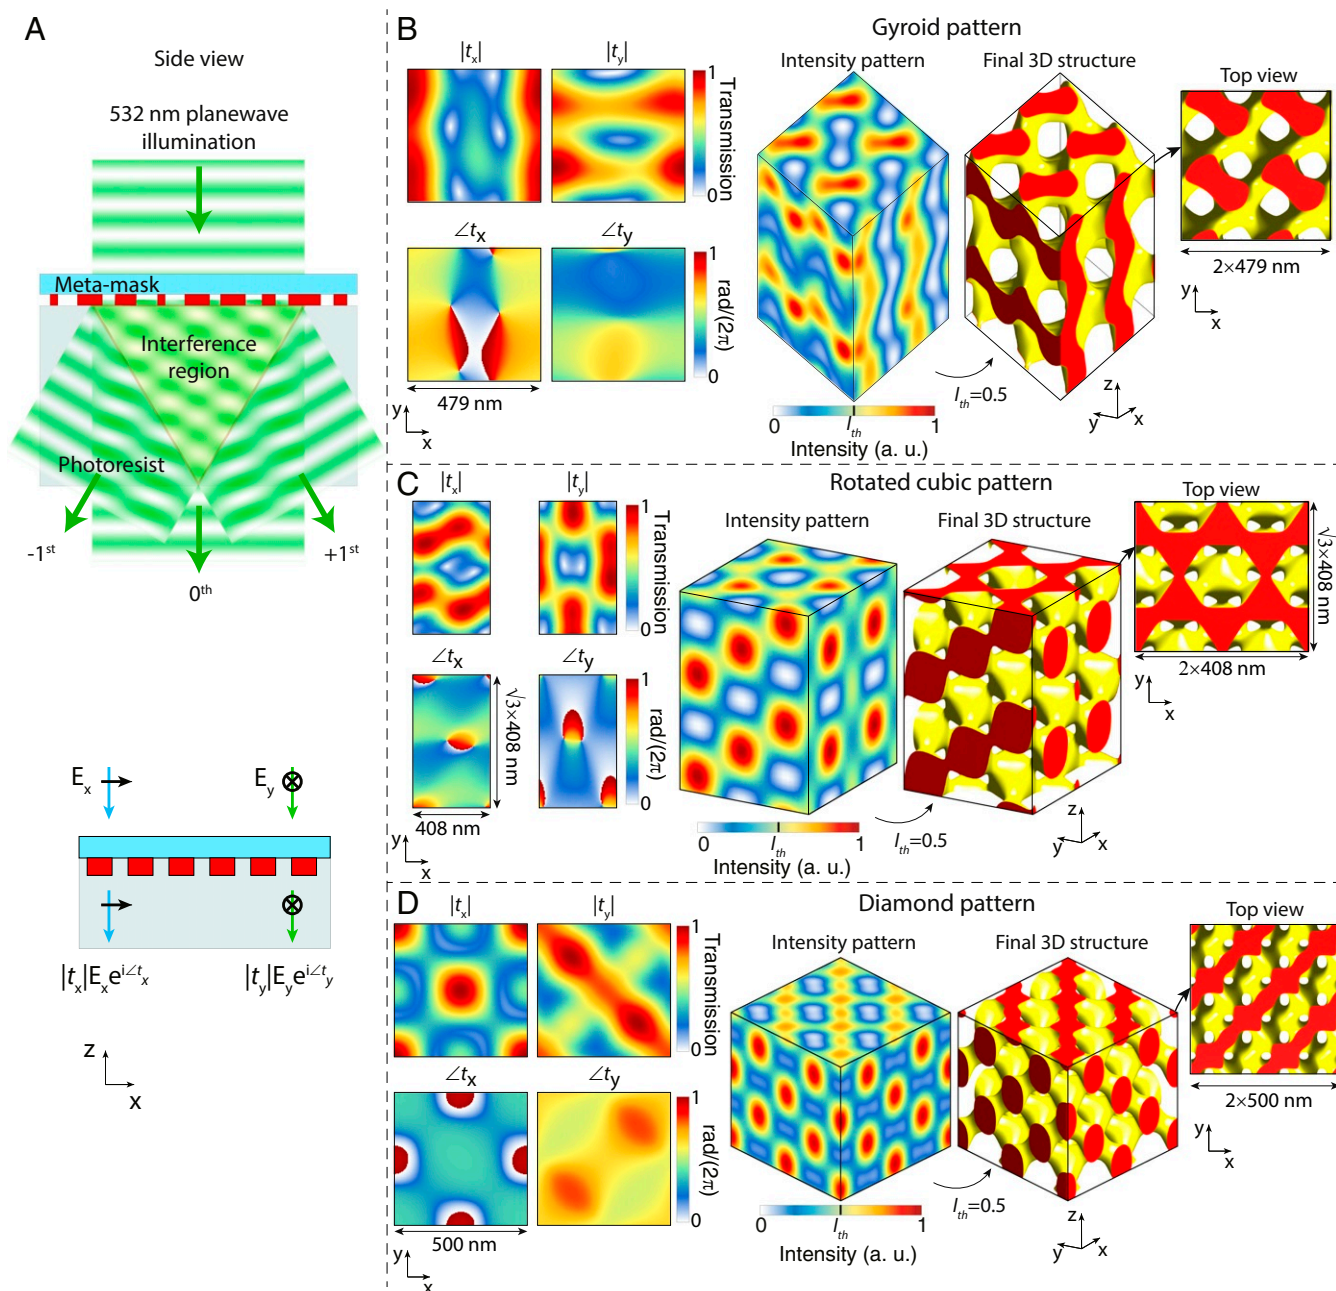 A
Side view
532 nm planewave
illumination
Meta-mask
Interference
region
Photoresist
-1st
0th
+1st
Ex
Ey
|tx|Exe^i∠tx
|ty|Eye^i∠ty
z
x
B
Gyroid pattern
|tx|
|ty|
1
Transmission
0
∠tx
∠ty
1
rad/(2π)
0
479 nm
y
x
Intensity pattern
Final 3D structure
Top view
2×479 nm
y
x
Ith=0.5
0
Ith
1
Intensity (a. u.)
z
y
x
C
Rotated cubic pattern
|tx|
|ty|
1
Transmission
0
∠tx
∠ty
√3×408 nm
1
rad/(2π)
0
408 nm
y
x
Intensity pattern
Final 3D structure
Top view
√3×408 nm
2×408 nm
y
x
Ith=0.5
0
Ith
1
Intensity (a. u.)
z
y
x
D
Diamond pattern
|tx|
|ty|
1
Transmission
0
∠tx
∠ty
1
rad/(2π)
0
500 nm
y
x
Intensity pattern
Final 3D structure
Top view
2×500 nm
y
x
Ith=0.5
0
Ith
1
Intensity (a. u.)
z
y
x